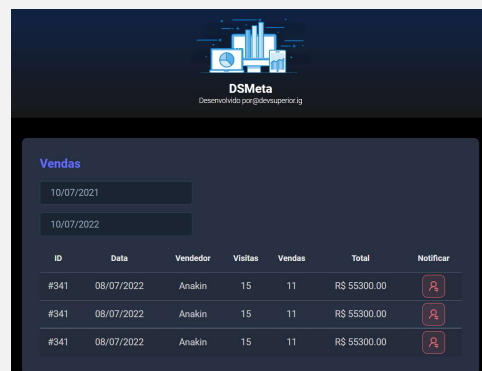 DSMeta
Desenvolvido por@devsuperior.ig
Vendas
10/07/2021
10/07/2022
ID Data Vendedor Visitas Vendas Total Notificar
#341 08/07/2022 Anakin 15 11 R$ 55300.00
#341 08/07/2022 Anakin 15 11 R$ 55300.00
#341 08/07/2022 Anakin 15 11 R$ 55300.00